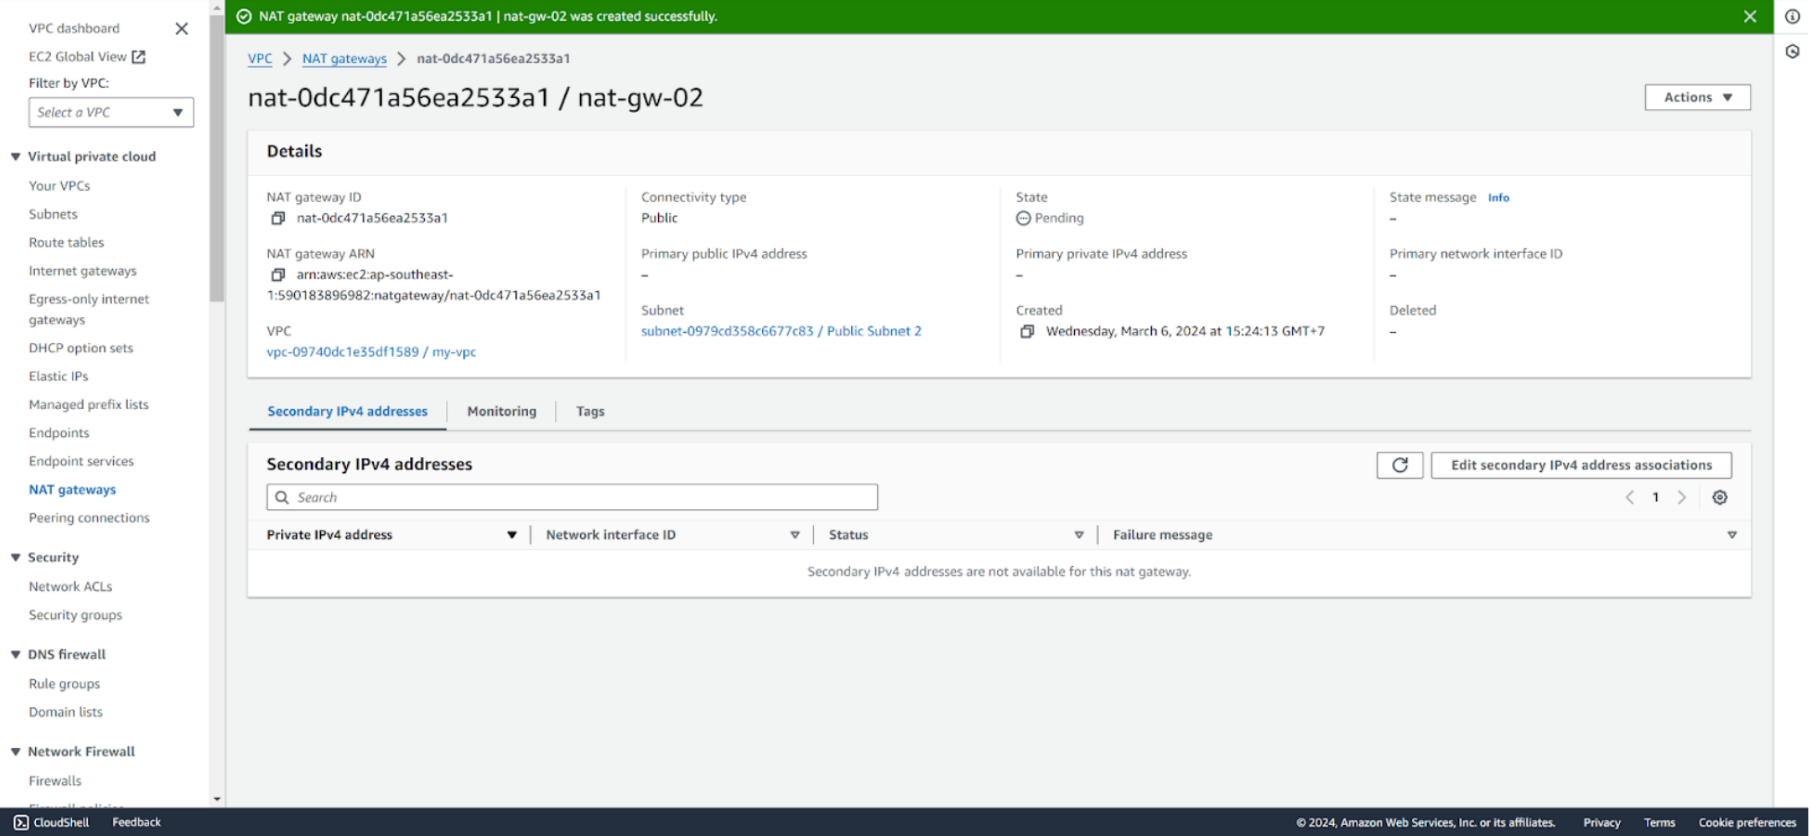 VPC dashboard
EC2 Global View
Filter by VPC:
Select a VPC
Virtual private cloud
Your VPCs
Subnets
Route tables
Internet gateways
Egress-only internet
gateways
DHCP option sets
Elastic IPs
Managed prefix lists
Endpoints
Endpoint services
NAT gateways
Peering connections
Security
Network ACLs
Security groups
DNS firewall
Rule groups
Domain lists
Network Firewall
Firewalls
NAT gateway nat-0dc471a56ea2533a1 | nat-gw-02 was created successfully.
VPC > NAT gateways > nat-0dc471a56ea2533a1
nat-0dc471a56ea2533a1 / nat-gw-02
Actions
Details
NAT gateway ID
nat-0dc471a56ea2533a1
NAT gateway ARN
arn:aws:ec2:ap-southeast-
1:590183896982:natgateway/nat-0dc471a56ea2533a1
VPC
vpc-09740dc1e35df1589 / my-vpc
Connectivity type
Public
Primary public IPv4 address
–
Subnet
subnet-0979cd358c6677c83 / Public Subnet 2
State
Pending
Primary private IPv4 address
–
Created
Wednesday, March 6, 2024 at 15:24:13 GMT+7
State message Info
–
Primary network interface ID
–
Deleted
–
Secondary IPv4 addresses
Monitoring
Tags
Secondary IPv4 addresses
Edit secondary IPv4 address associations
Search
1
Private IPv4 address
Network interface ID
Status
Failure message
Secondary IPv4 addresses are not available for this nat gateway.
CloudShell
Feedback
© 2024, Amazon Web Services, Inc. or its affiliates.
Privacy
Terms
Cookie preferences